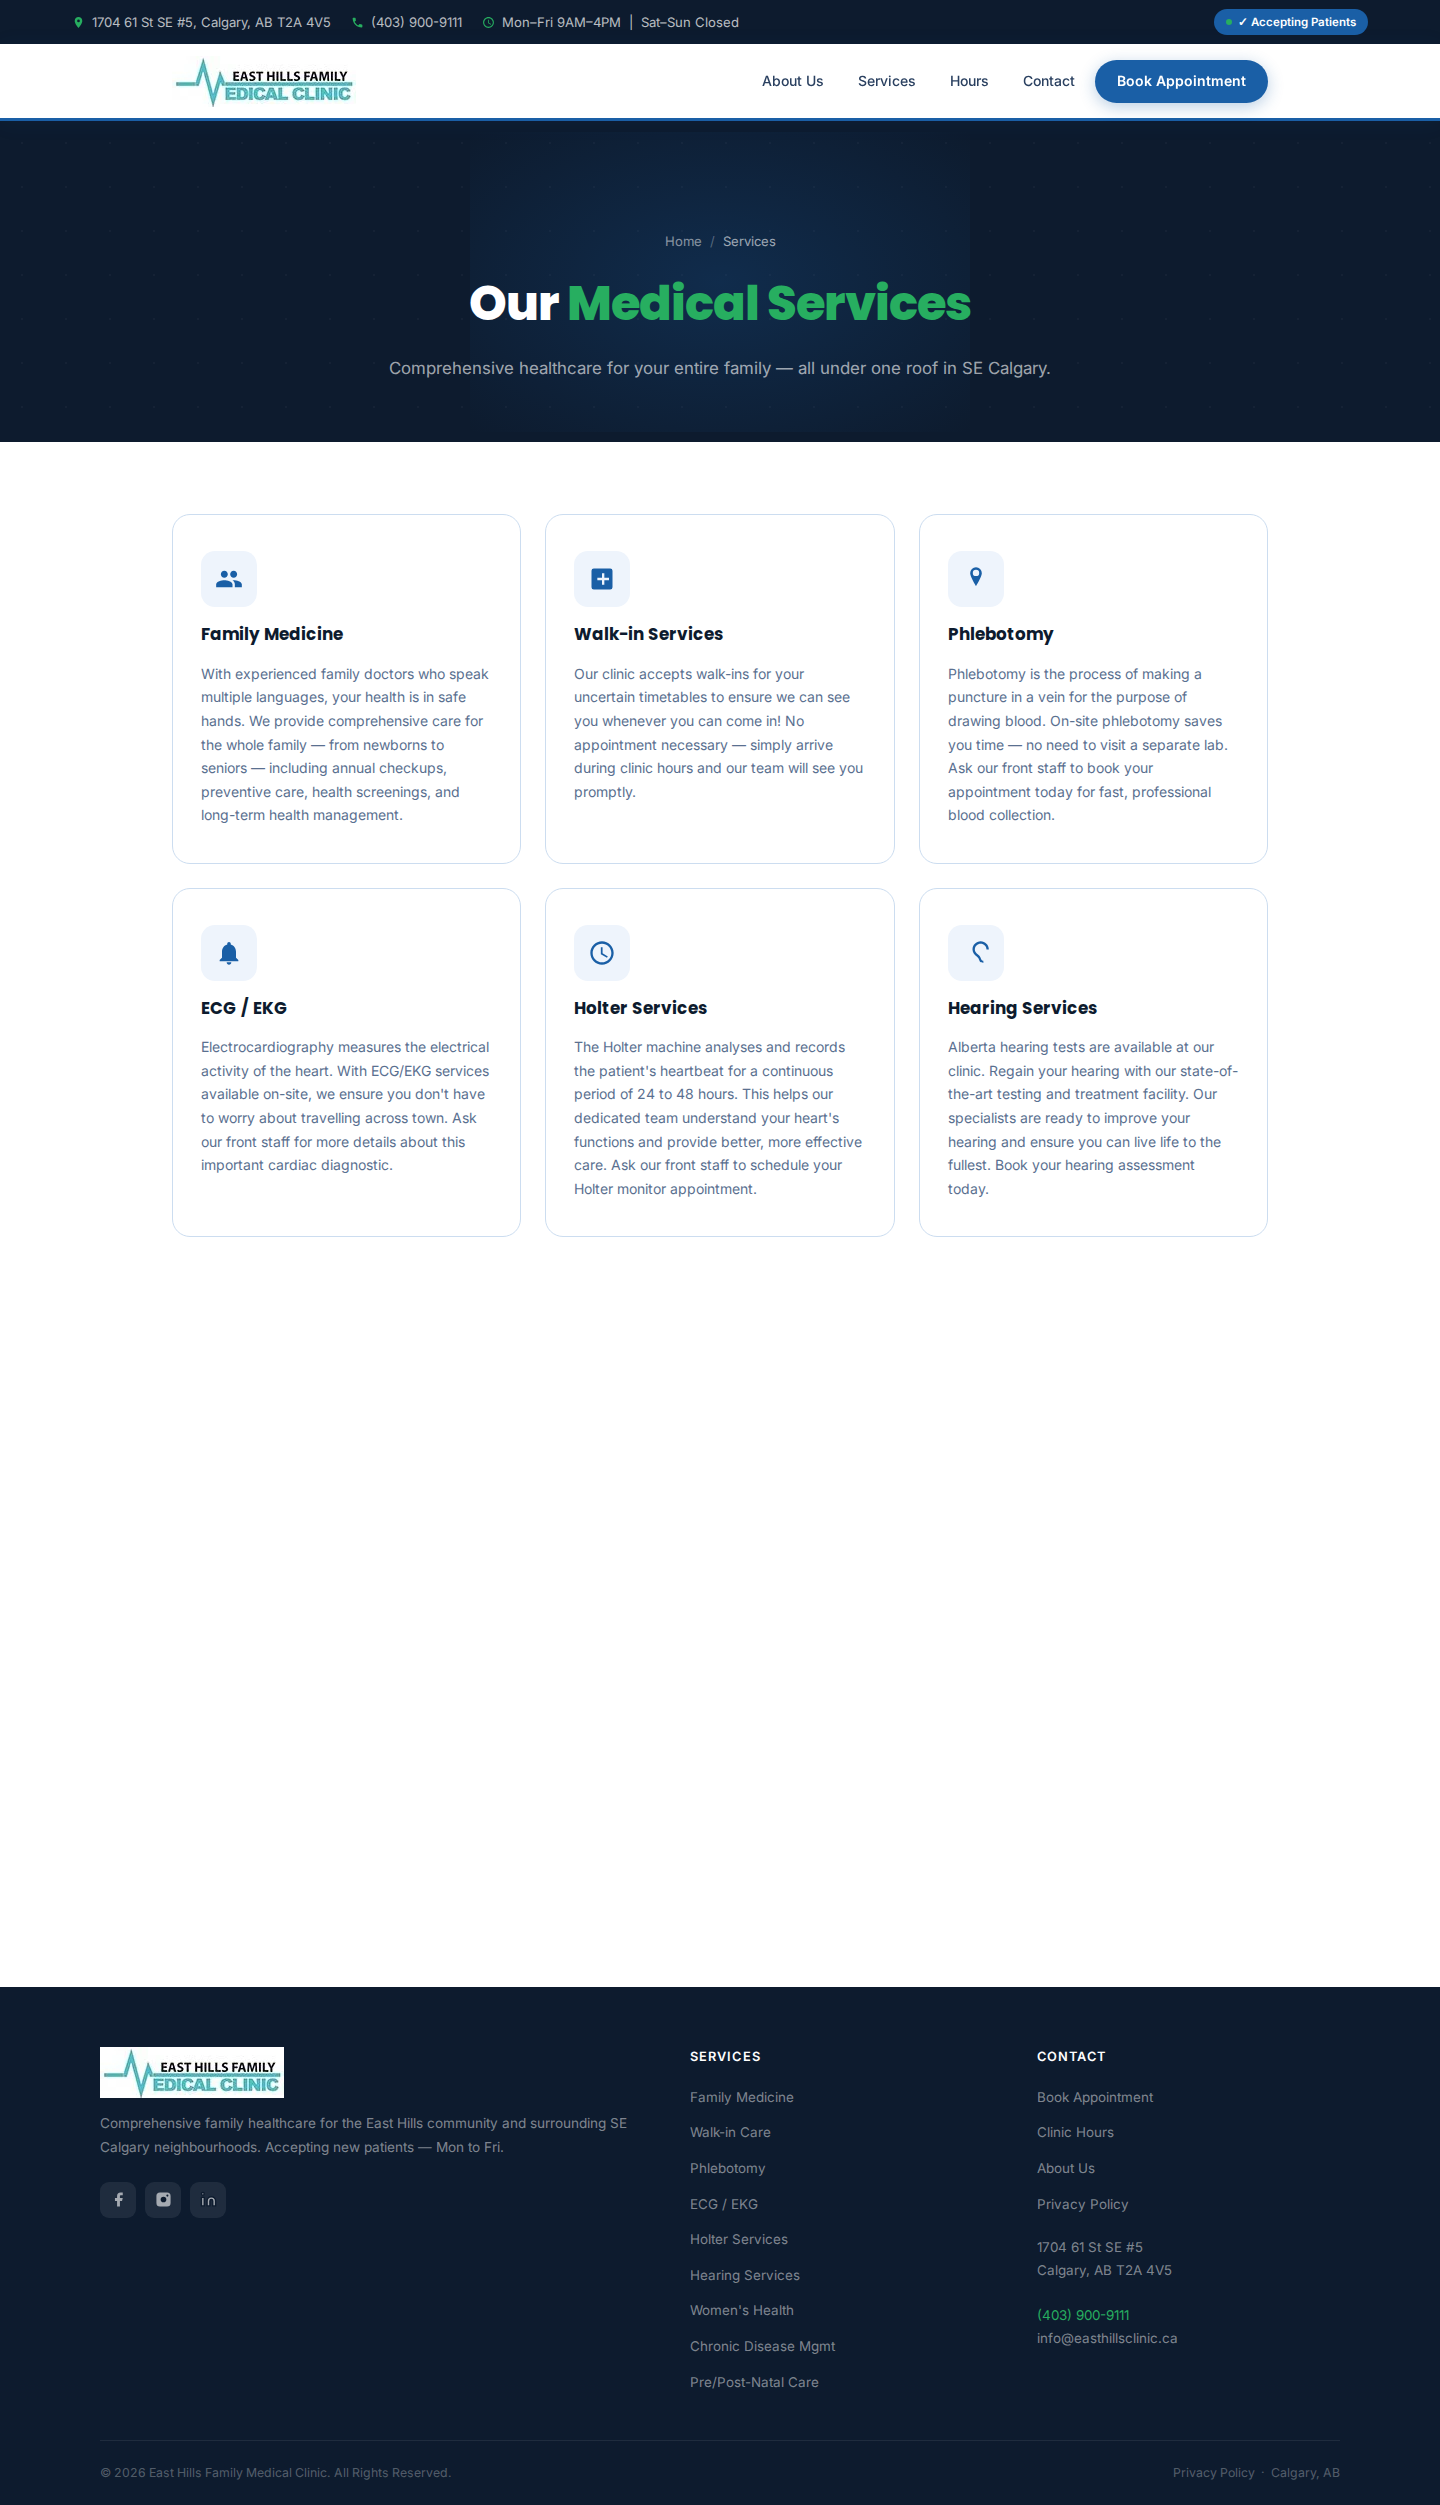 1704 61 St SE #5, Calgary, AB T2A 4V5
(403) 900-9111
Mon–Fri 9AM–4PM | Sat–Sun Closed
✓ Accepting Patients
EAST HILLS FAMILY
EDICAL CLINIC
About Us
Services
Hours
Contact
Book Appointment
Home / Services
Our Medical Services
Comprehensive healthcare for your entire family — all under one roof in SE Calgary.
Family Medicine
With experienced family doctors who speak
multiple languages, your health is in safe
hands. We provide comprehensive care for
the whole family — from newborns to
seniors — including annual checkups,
preventive care, health screenings, and
long-term health management.
Walk-in Services
Our clinic accepts walk-ins for your
uncertain timetables to ensure we can see
you whenever you can come in! No
appointment necessary — simply arrive
during clinic hours and our team will see you
promptly.
Phlebotomy
Phlebotomy is the process of making a
puncture in a vein for the purpose of
drawing blood. On-site phlebotomy saves
you time — no need to visit a separate lab.
Ask our front staff to book your
appointment today for fast, professional
blood collection.
ECG / EKG
Electrocardiography measures the electrical
activity of the heart. With ECG/EKG services
available on-site, we ensure you don't have
to worry about travelling across town. Ask
our front staff for more details about this
important cardiac diagnostic.
Holter Services
The Holter machine analyses and records
the patient's heartbeat for a continuous
period of 24 to 48 hours. This helps our
dedicated team understand your heart's
functions and provide better, more effective
care. Ask our front staff to schedule your
Holter monitor appointment.
Hearing Services
Alberta hearing tests are available at our
clinic. Regain your hearing with our state-of-
the-art testing and treatment facility. Our
specialists are ready to improve your
hearing and ensure you can live life to the
fullest. Book your hearing assessment
today.
EAST HILLS FAMILY
EDICAL CLINIC
Comprehensive family healthcare for the East Hills community and surrounding SE
Calgary neighbourhoods. Accepting new patients — Mon to Fri.
SERVICES
Family Medicine
Walk-in Care
Phlebotomy
ECG / EKG
Holter Services
Hearing Services
Women's Health
Chronic Disease Mgmt
Pre/Post-Natal Care
CONTACT
Book Appointment
Clinic Hours
About Us
Privacy Policy
1704 61 St SE #5
Calgary, AB T2A 4V5
(403) 900-9111
info@easthillsclinic.ca
© 2026 East Hills Family Medical Clinic. All Rights Reserved.
Privacy Policy · Calgary, AB